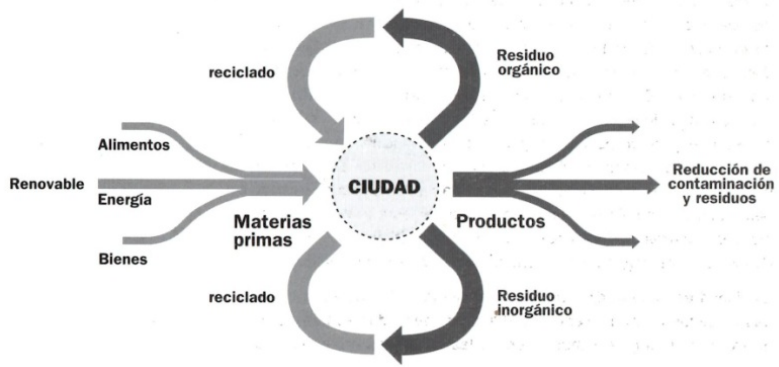 Residuo
orgánico
reciclado
Alimentos
Renovable
Energía
Bienes
Materias
primas
CIUDAD
Productos
Reducción de
contaminación
y residuos
reciclado
Residuo
inorgánico